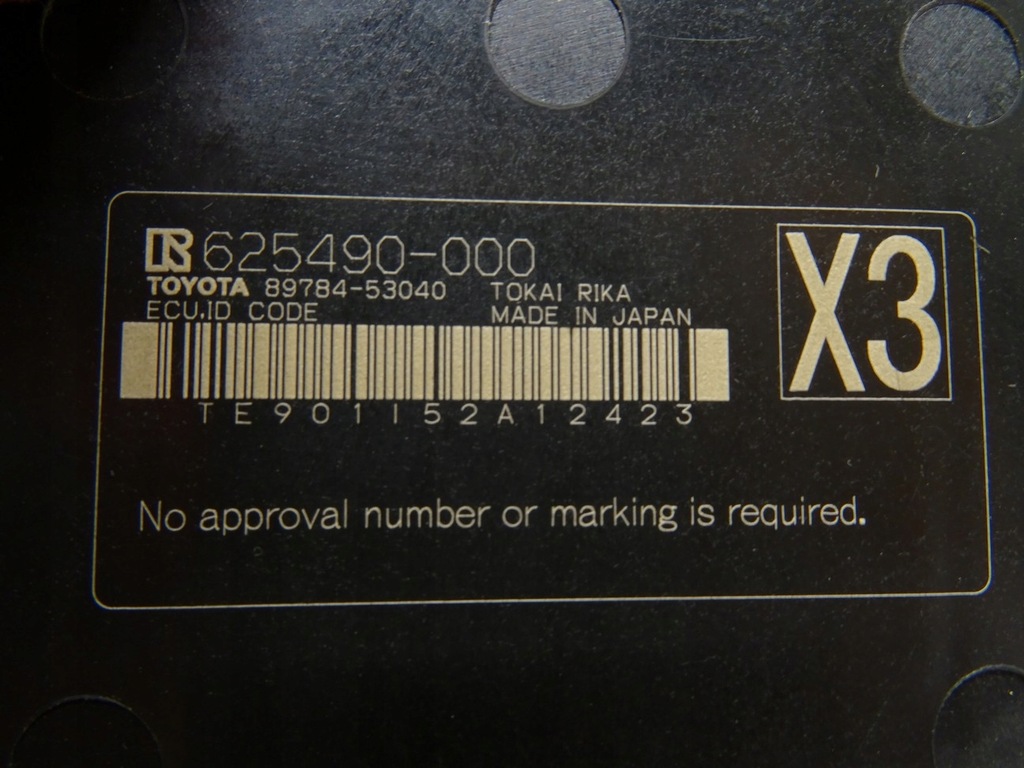 625490-000
TOYOTA 89784-53040 TOKAI RIKA
ECU.ID CODE MADE IN JAPAN
TE901152A12423
X3
No approval number or marking is required.